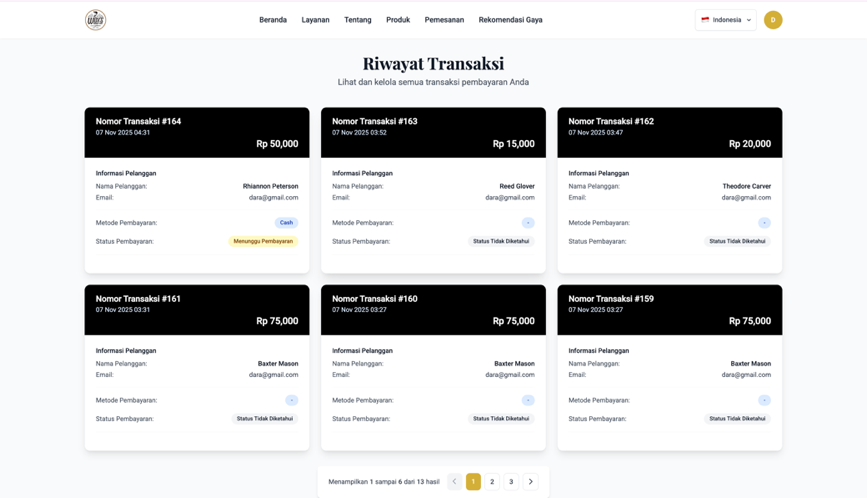 WAY'S
Beranda Layanan Tentang Produk Pemesanan Rekomendasi Gaya Indonesia D
Riwayat Transaksi
Lihat dan kelola semua transaksi pembayaran Anda
Nomor Transaksi #164
07 Nov 2025 04:31
Rp 50,000
Informasi Pelanggan
Nama Pelanggan: Rhiannon Peterson
Email: dara@gmail.com
Metode Pembayaran: Cash
Status Pembayaran: Menunggu Pembayaran
Nomor Transaksi #163
07 Nov 2025 03:52
Rp 15,000
Informasi Pelanggan
Nama Pelanggan: Reed Glover
Email: dara@gmail.com
Metode Pembayaran: -
Status Pembayaran: Status Tidak Diketahui
Nomor Transaksi #162
07 Nov 2025 03:47
Rp 20,000
Informasi Pelanggan
Nama Pelanggan: Theodore Carver
Email: dara@gmail.com
Metode Pembayaran: -
Status Pembayaran: Status Tidak Diketahui
Nomor Transaksi #161
07 Nov 2025 03:31
Rp 75,000
Informasi Pelanggan
Nama Pelanggan: Baxter Mason
Email: dara@gmail.com
Metode Pembayaran: -
Status Pembayaran: Status Tidak Diketahui
Nomor Transaksi #160
07 Nov 2025 03:27
Rp 75,000
Informasi Pelanggan
Nama Pelanggan: Baxter Mason
Email: dara@gmail.com
Metode Pembayaran: -
Status Pembayaran: Status Tidak Diketahui
Nomor Transaksi #159
07 Nov 2025 03:27
Rp 75,000
Informasi Pelanggan
Nama Pelanggan: Baxter Mason
Email: dara@gmail.com
Metode Pembayaran: -
Status Pembayaran: Status Tidak Diketahui
Menampilkan 1 sampai 6 dari 13 hasil 1 2 3